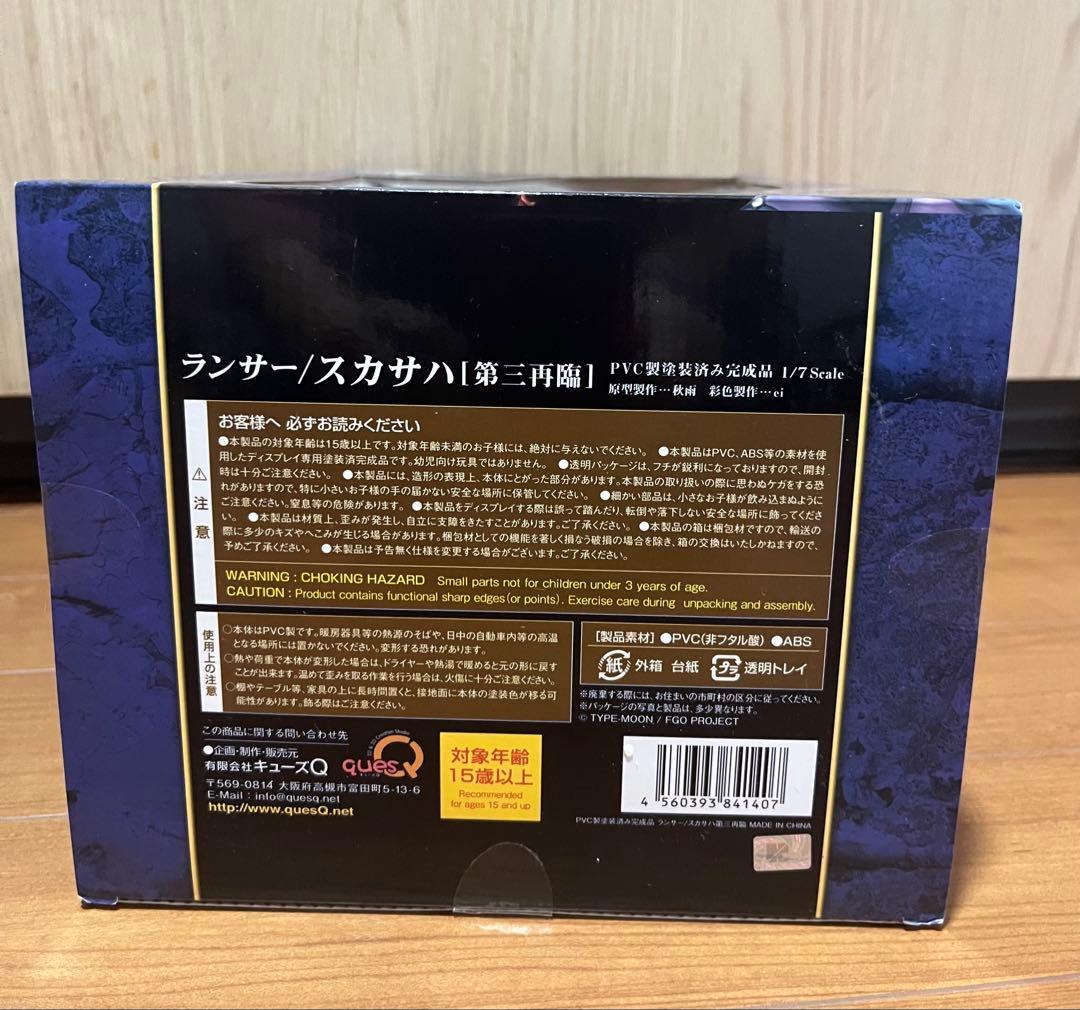 ランサー/スカサハ[第三再臨] PVC製塗装済み完成品 1/7Scale
原型製作…秋雨 彩色製作…ei
⚠注意
お客様へ 必ずお読みください
●本製品の対象年齢は15歳以上です。対象年齢未満のお子様には、絶対に与えないでください。 ●本製品はPVC、ABS等の素材を使
用したディスプレイ専用塗装済完成品です。幼児向け玩具ではありません。 ●透明パッケージは、フチが鋭利になっておりますので、開封
時は十分ご注意ください。 ●本製品には、造形の表現上、本体にとがった部分があります。本製品の取り扱いの際に思わぬケガをする恐
れがありますので、特に小さいお子様の手の届かない安全な場所に保管してください。 ●細かい部品は、小さなお子様が飲み込まぬように
ご注意ください。窒息等の危険があります。 ●本製品をディスプレイする際は誤って踏んだり、転倒や落下しない安全な場所に飾ってくださ
い。 ●本製品は材質上、歪みが発生し、自立に支障をきたすことがあります。ご了承ください。 ●本製品の箱は梱包材ですので、輸送の
際に多少のキズやへこみが生じる場合があります。梱包材としての機能を著しく損なう破損の場合を除き、箱の交換はいたしかねますので、
予めご了承ください。 ●本製品は予告無く仕様を変更する場合がございます。ご了承ください。
WARNING : CHOKING HAZARD Small parts not for children under 3 years of age.
CAUTION : Product contains functional sharp edges(or points). Exercise care during unpacking and assembly.
使用上の注意
○本体はPVC製です。暖房器具等の熱源のそばや、日中の自動車内等の高温
となる場所には置かないでください。変形する恐れがあります。
○熱や荷重で本体が変形した場合は、ドライヤーや熱湯で暖めると元の形に戻す
ことが出来ます。温めて歪みを取る作業を行う場合は、火傷に十分ご注意ください。
○棚やテーブル等、家具の上に長時間置くと、接地面に本体の塗装色が移る可
能性があります。飾る際はご注意ください。
[製品素材] ●PVC(非フタル酸) ●ABS
紙 外箱 台紙 プラ 透明トレイ
※廃棄する際には、お住まいの市町村の区分に従ってください。
※パッケージの写真と製品は、多少異なります。
© TYPE-MOON / FGO PROJECT
この商品に関する問い合わせ先
●企画・制作・販売元
有限会社キューズQ
quesQ
〒569-0814 大阪府高槻市富田町5-13-6
E-Mail : info@quesq.net
http://www.quesQ.net
対象年齢
15歳以上
Recommended
for ages 15 and up
4 560393 841407
PVC製塗装済み完成品 ランサー/スカサハ第三再臨 MADE IN CHINA